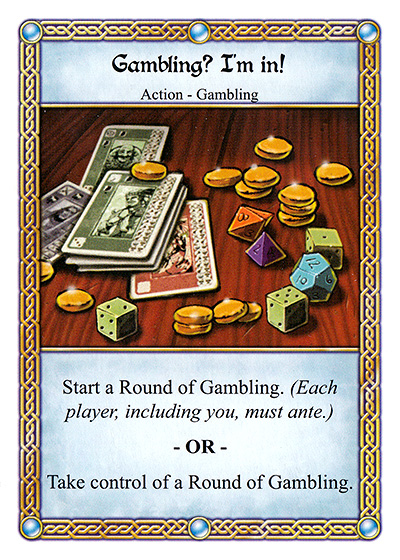 Gambling? I'm in!
Action - Gambling
Start a Round of Gambling. (Each
player, including you, must ante.)
- OR -
Take control of a Round of Gambling.